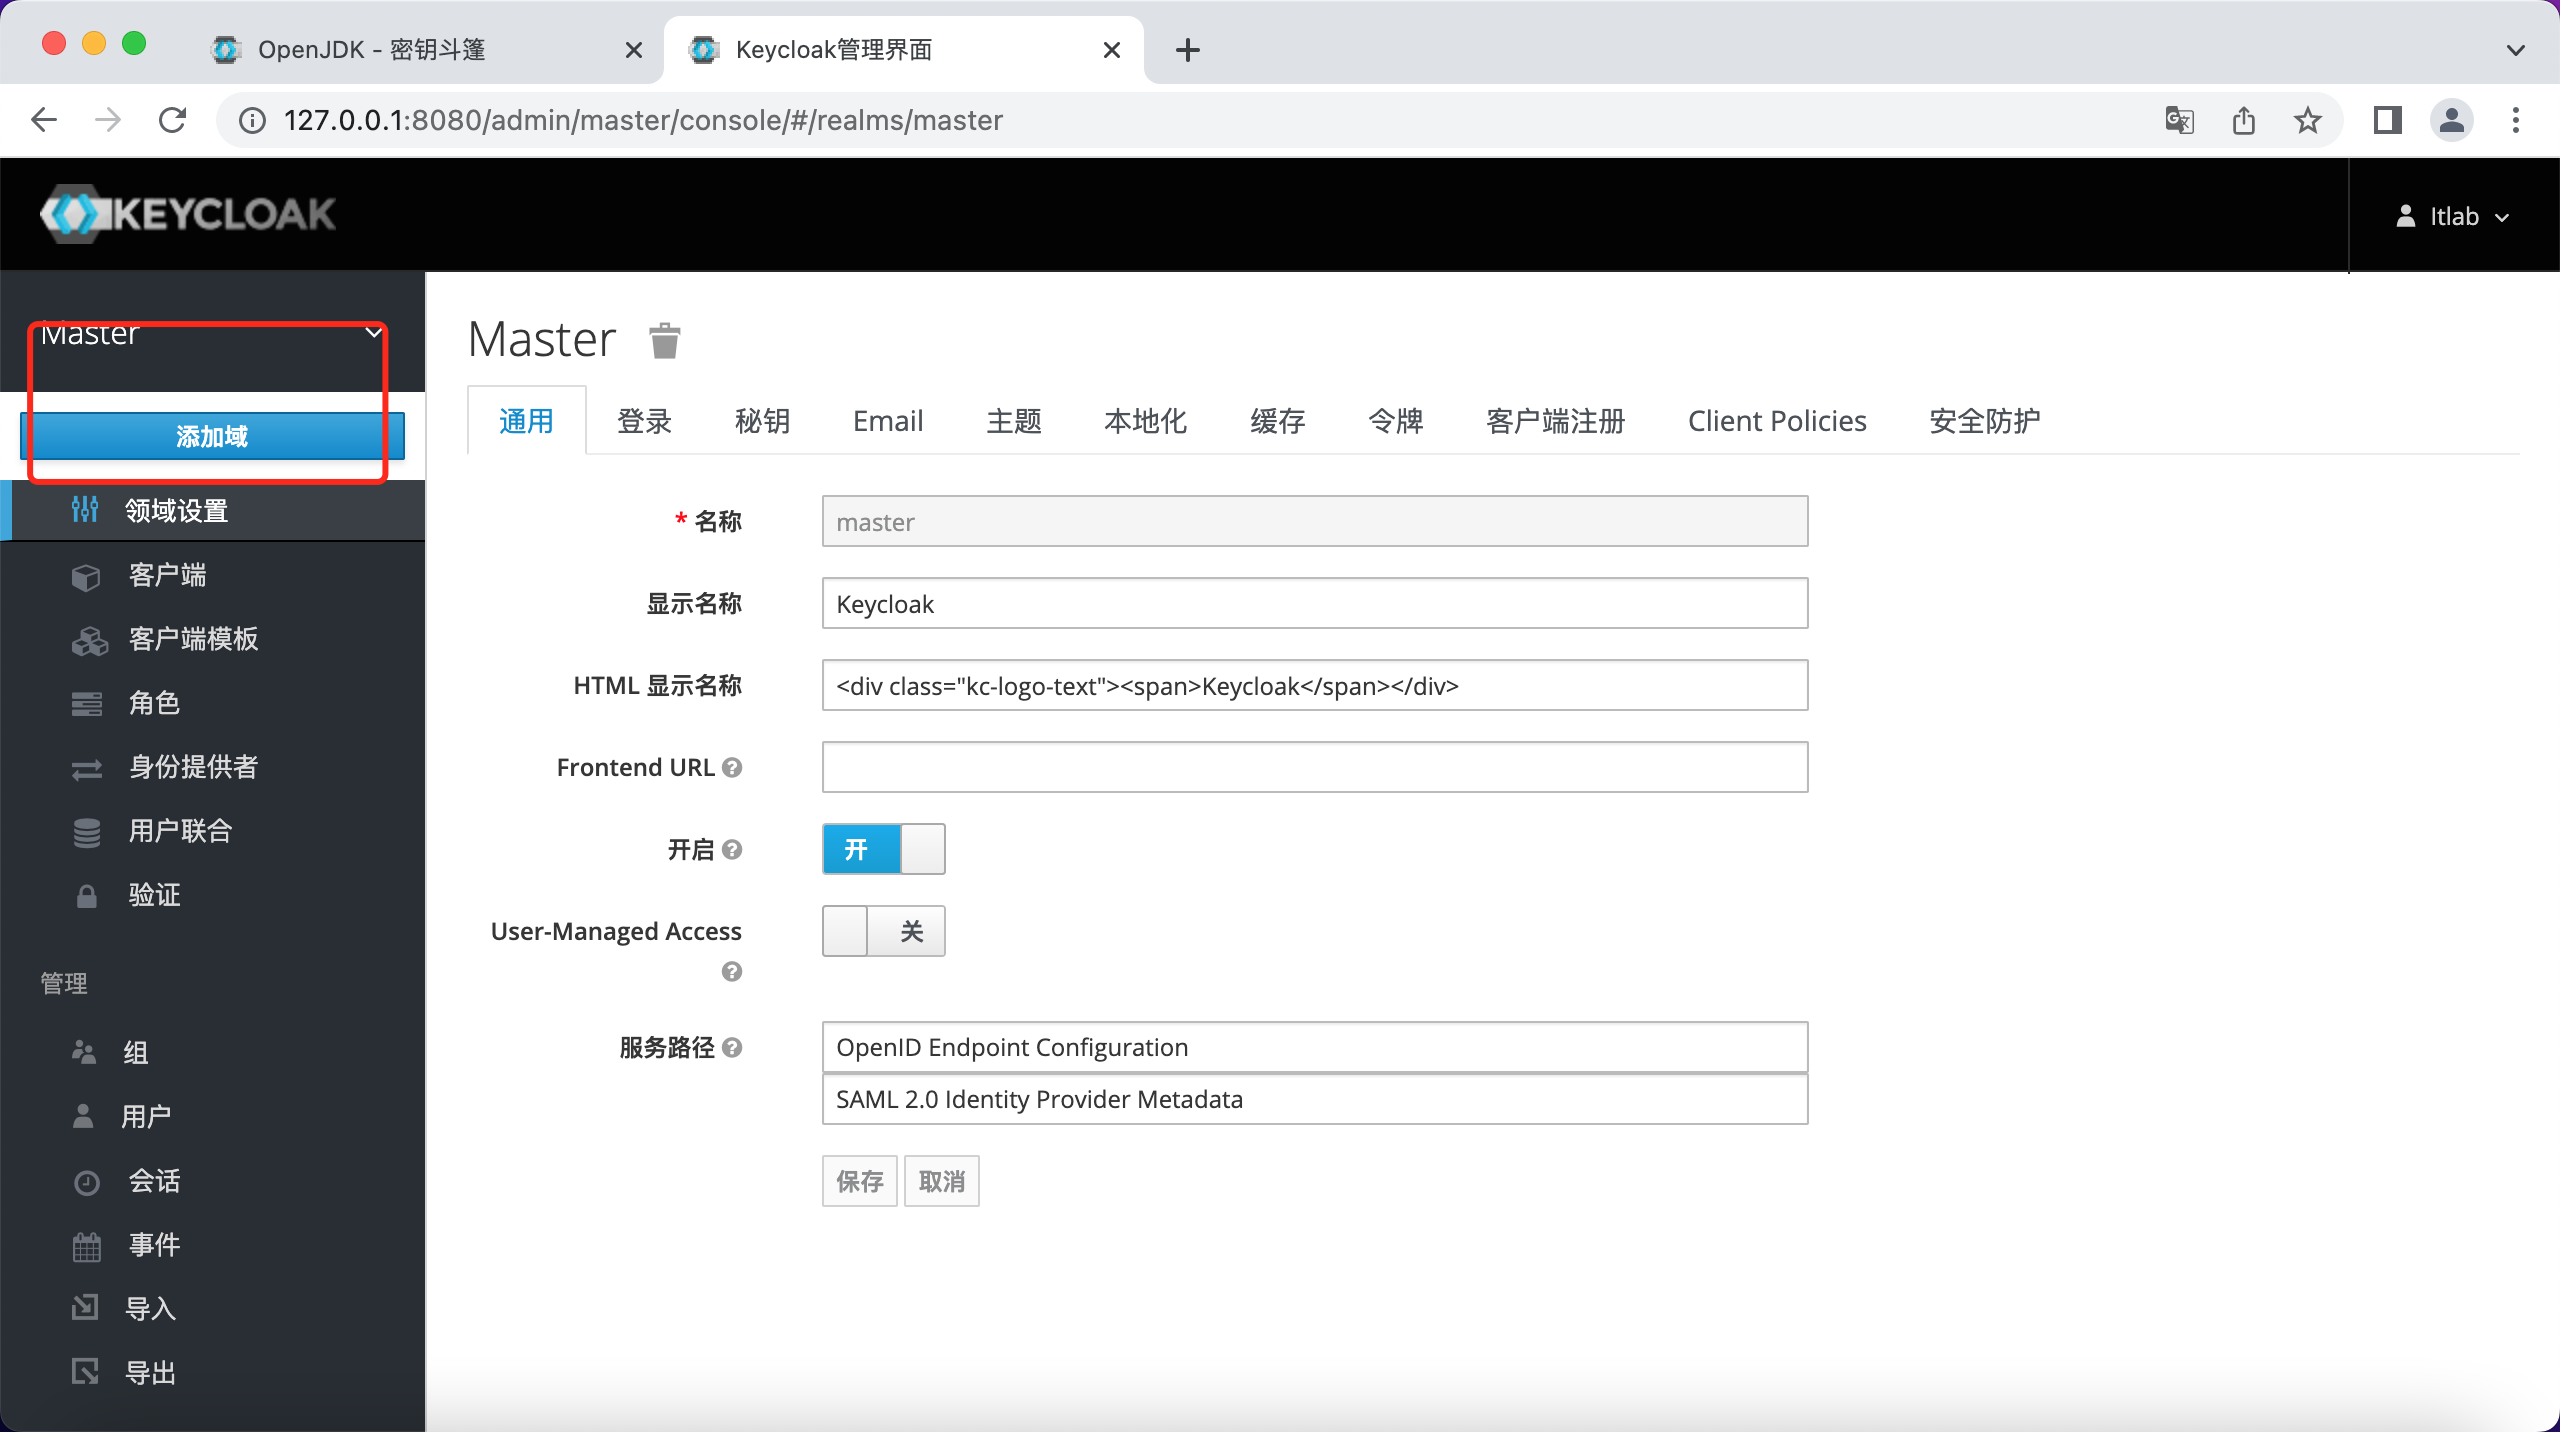 OpenJDK - 密钥斗篷
Keycloak管理界面
127.0.0.1:8080/admin/master/console/#/realms/master
KEYCLOAK
ltlab
Master
添加域
领域设置
客户端
客户端模板
角色
身份提供者
用户联合
验证
管理
组
用户
会话
事件
导入
导出
Master
通用 登录 秘钥 Email 主题 本地化 缓存 令牌 客户端注册 Client Policies 安全防护
* 名称 master
显示名称 Keycloak
HTML 显示名称 <div class="kc-logo-text"><span>Keycloak</span></div>
Frontend URL
开启 开
User-Managed Access 关
服务路径 OpenID Endpoint Configuration
SAML 2.0 Identity Provider Metadata
保存 取消